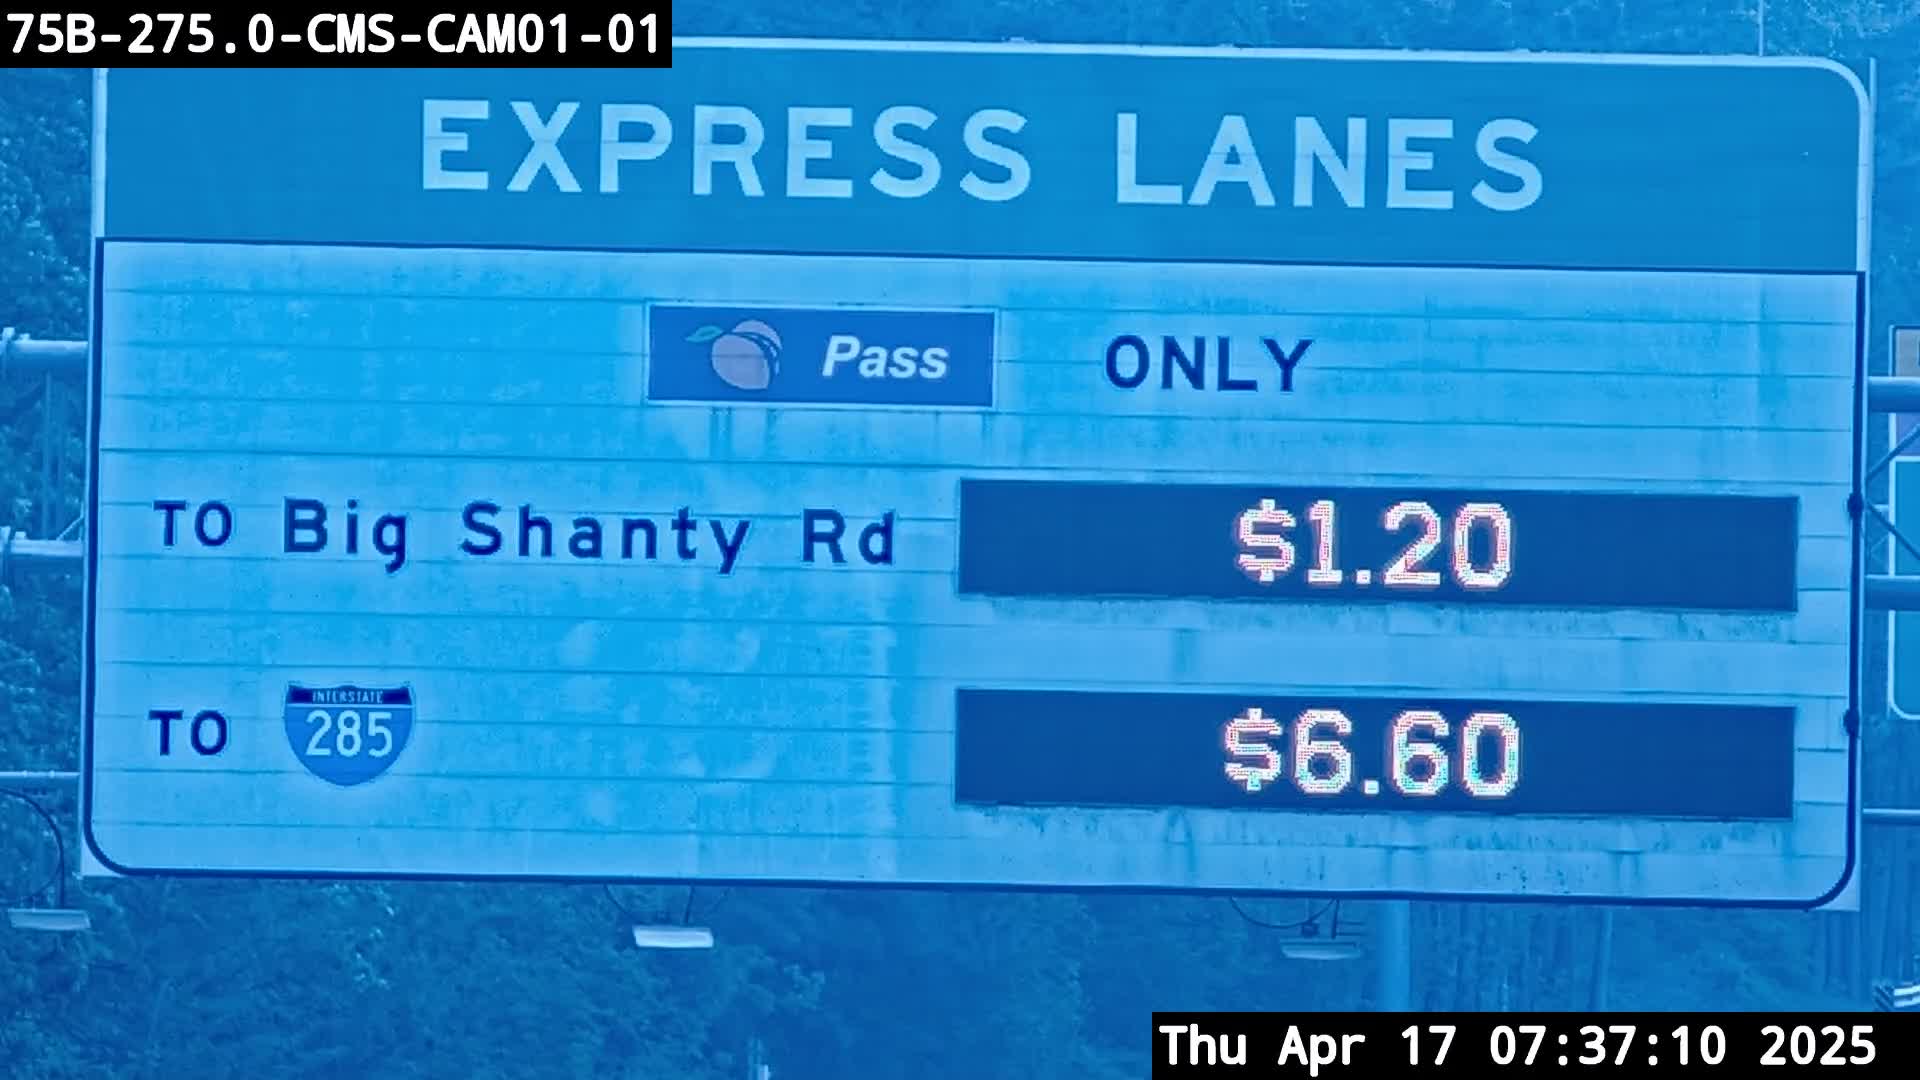 75B-275.0-CMS-CAM01-01
EXPRESS LANES
Pass ONLY
TO Big Shanty Rd $1.20
TO INTERSTATE 285 $6.60
Thu Apr 17 07:37:10 2025